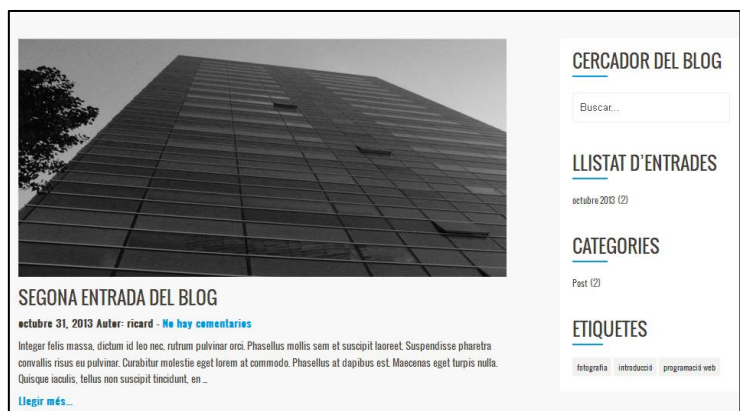 SEGONA ENTRADA DEL BLOG
octubre 31, 2013 Autor: ricard - No hay comentarios
Integer felis massa, dictum id leo nec, rutrum pulvinar orci. Phasellus mollis sem et suscipit laoreet. Suspendisse pharetra
convallis risus eu pulvinar. Curabitur molestie eget lorem at commodo. Phasellus at dapibus est. Maecenas eget turpis nulla.
Quisque iaculis, tellus non suscipit tincidunt, en ...
Llegir més...
CERCADOR DEL BLOG
Buscar...
LLISTAT D'ENTRADES
octubre 2013 (2)
CATEGORIES
Post (2)
ETIQUETES
fotografia introducció programació web